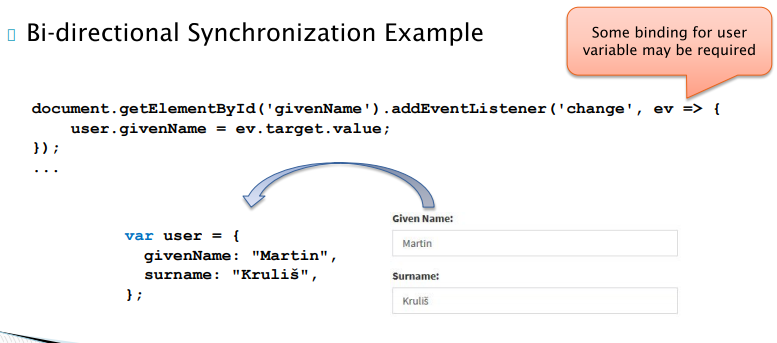 Bi-directional Synchronization Example
Some binding for user
variable may be required
document.getElementById('givenName').addEventListener('change', ev => {
    user.givenName = ev.target.value;
});
...
var user = {
  givenName: "Martin",
  surname: "Kruliš",
};
Given Name:
Martin
Surname:
Kruliš